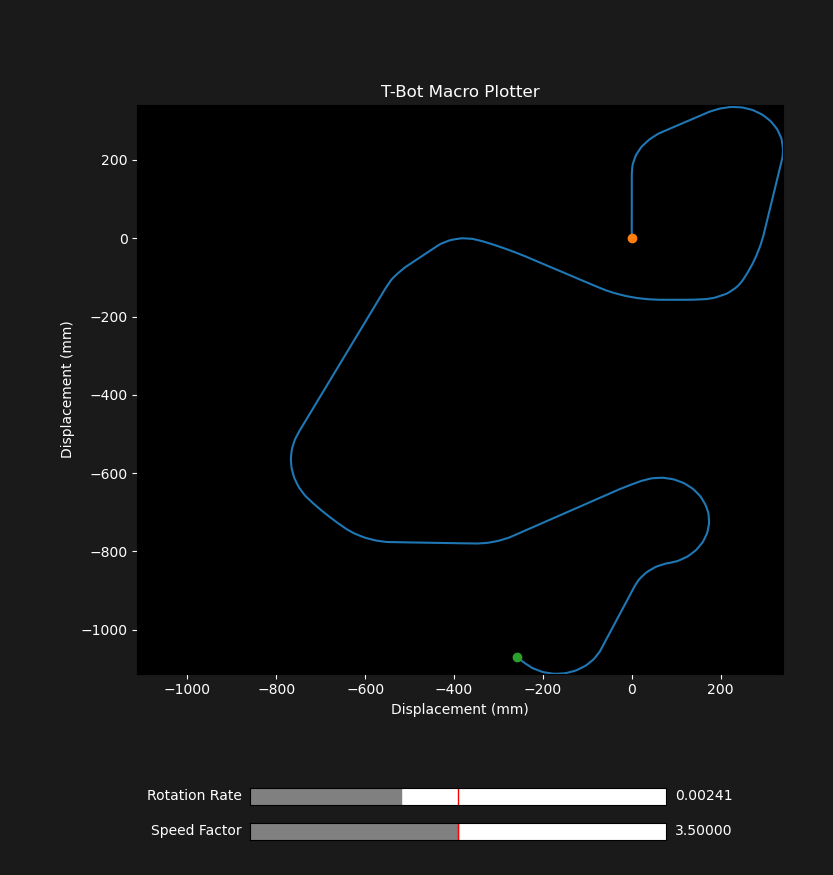 T-Bot Macro Plotter
200
0
−200
−400
−600
−800
−1000
Displacement (mm)
−1000 −800 −600 −400 −200 0 200
Displacement (mm)
Rotation Rate 0.00241
Speed Factor 3.50000